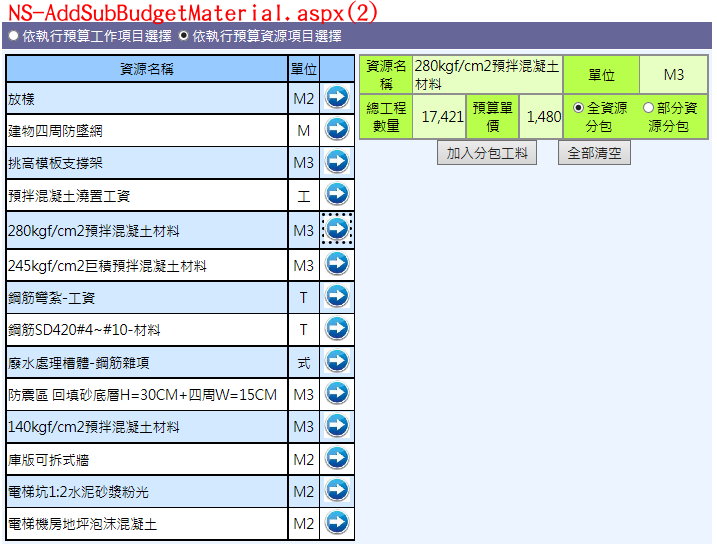 NS-AddSubBudgetMaterial.aspx(2)
依執行預算工作項目選擇 依執行預算資源項目選擇
資源名稱 單位
放樣 M2
建物四周防墜網 M
挑高模板支撐架 M3
預拌混凝土澆置工資 工
280kgf/cm2預拌混凝土材料 M3
245kgf/cm2巨積預拌混凝土材料 M3
鋼筋彎紮-工資 T
鋼筋SD420#4~#10-材料 T
廢水處理槽體-鋼筋雜項 式
防震區 回填砂底層H=30CM+四周W=15CM M3
140kgf/cm2預拌混凝土材料 M3
庫版可拆式牆 M2
電梯坑1:2水泥砂漿粉光 M2
電梯機房地坪泡沫混凝土 M2
資源名
稱
280kgf/cm2預拌混凝土
材料
單位
M3
總工程
數量
17,421
預算單
價
1,480
全資源
分包
部分資
源分包
加入分包工料 全部清空